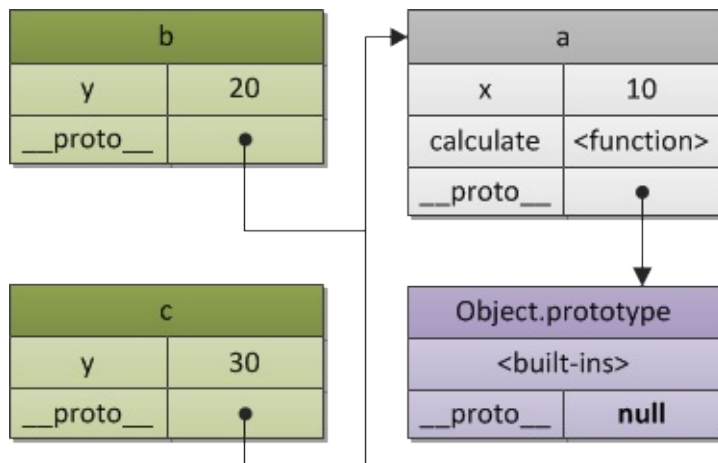 b
y 20
__proto__
a
x 10
calculate <function>
__proto__
c
y 30
__proto__
Object.prototype
<built-ins>
__proto__ null